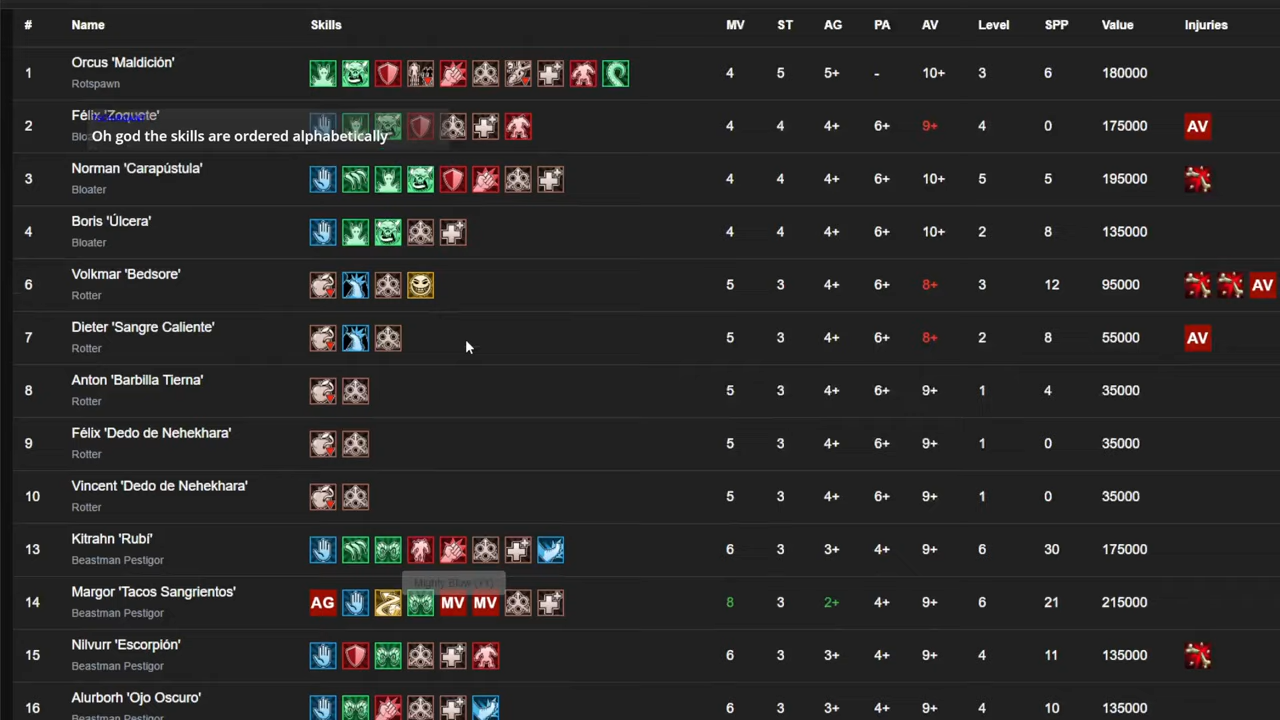 # Name Skills MV ST AG PA AV Level SPP Value Injuries
1 Orcus 'Maldición' 4 5 5+ - 10+ 3 6 180000
Rotspawn
2 Félix 'Zoquete' 4 4 4+ 6+ 9+ 4 0 175000 AV
Oh god the skills are ordered alphabetically
3 Norman 'Carapústula' 4 4 4+ 6+ 10+ 5 5 195000
Bloater
4 Boris 'Úlcera' 4 4 4+ 6+ 10+ 2 8 135000
Bloater
6 Volkmar 'Bedsore' 5 3 4+ 6+ 8+ 3 12 95000 AV
Rotter
7 Dieter 'Sangre Caliente' 5 3 4+ 6+ 8+ 2 8 55000 AV
Rotter
8 Anton 'Barbilla Tierna' 5 3 4+ 6+ 9+ 1 4 35000
Rotter
9 Félix 'Dedo de Nehekhara' 5 3 4+ 6+ 9+ 1 0 35000
Rotter
10 Vincent 'Dedo de Nehekhara' 5 3 4+ 6+ 9+ 1 0 35000
Rotter
13 Kitrahn 'Rubí' 6 3 3+ 4+ 9+ 6 30 175000
Beastman Pestigor
Mighty Blow
14 Margor 'Tacos Sangrientos' AG MV MV 8 3 2+ 4+ 9+ 6 21 215000
Beastman Pestigor
15 Nilvurr 'Escorpión' 6 3 3+ 4+ 9+ 4 11 135000
Beastman Pestigor
16 Alurborh 'Ojo Oscuro' 6 3 3+ 4+ 9+ 4 10 135000
Beastman Pestigor